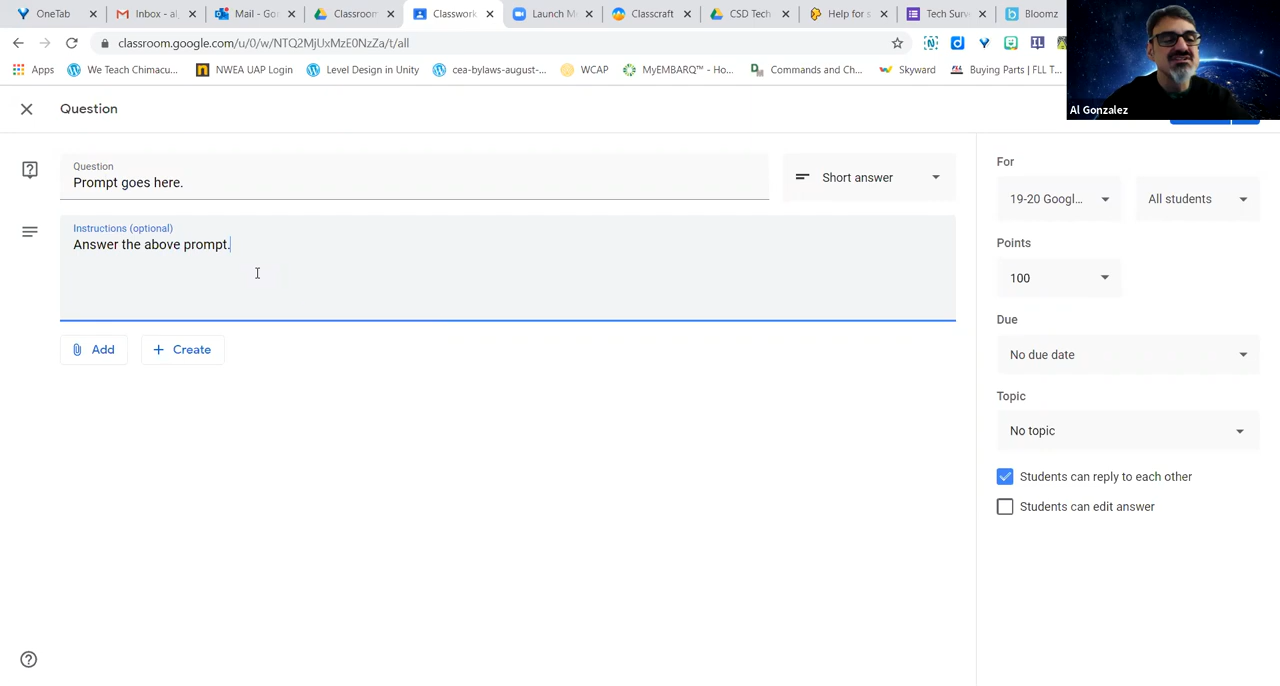 OneTab
Inbox - al
Mail - Gon
Classroom
Classwork
Launch M
Classcraft
CSD Tech
Help for s
Tech Surv
Bloomz
classroom.google.com/u/0/w/NTQ2MjUxMzE0NzZa/t/all
Apps
We Teach Chimacu...
NWEA UAP Login
Level Design in Unity
cea-bylaws-august-...
WCAP
MyEMBARQ™ - Ho...
Commands and Ch...
Skyward
Buying Parts | FLL T...
Al Gonzalez
Question
Question
Prompt goes here.
Short answer
Instructions (optional)
Answer the above prompt.
Add
Create
For
19-20 Googl...
All students
Points
100
Due
No due date
Topic
No topic
Students can reply to each other
Students can edit answer